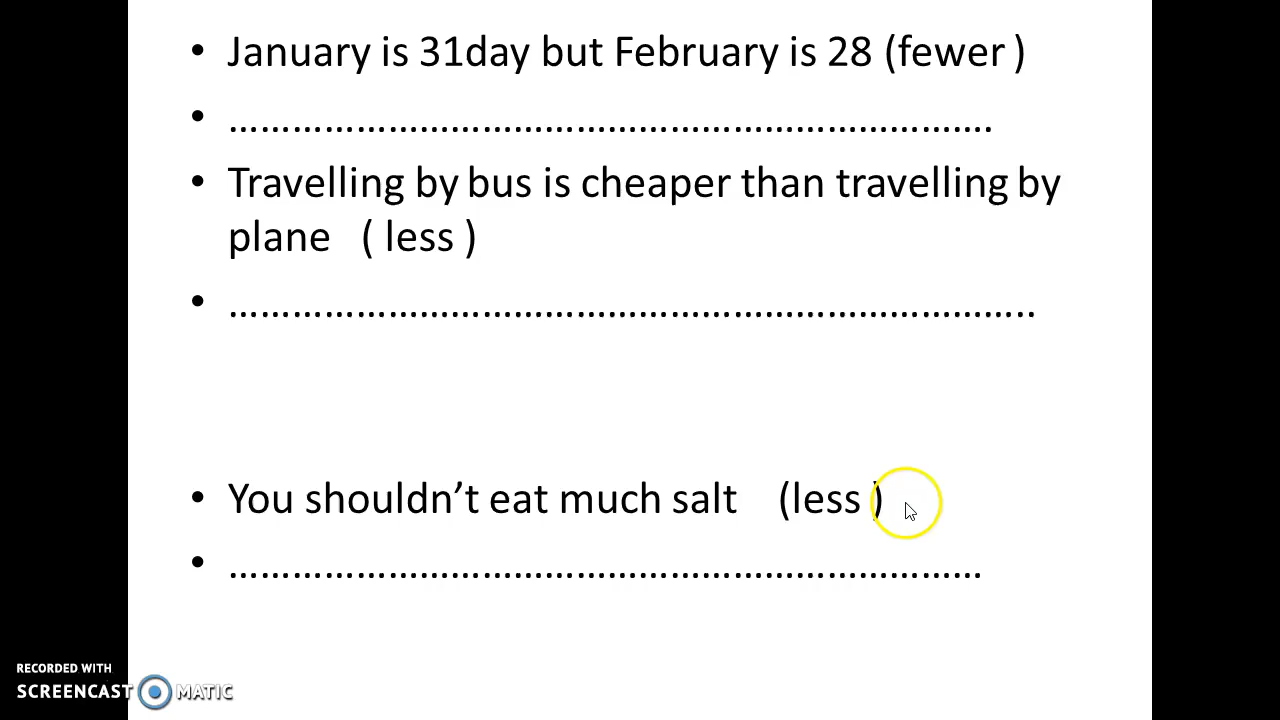 • January is 31day but February is 28 (fewer )
• ……………………………………………………………….
• Travelling by bus is cheaper than travelling by
plane ( less )
• …………………………………………………………………..
• You shouldn’t eat much salt (less )
• ………………………………………………………………
RECORDED WITH
SCREENCAST MATIC